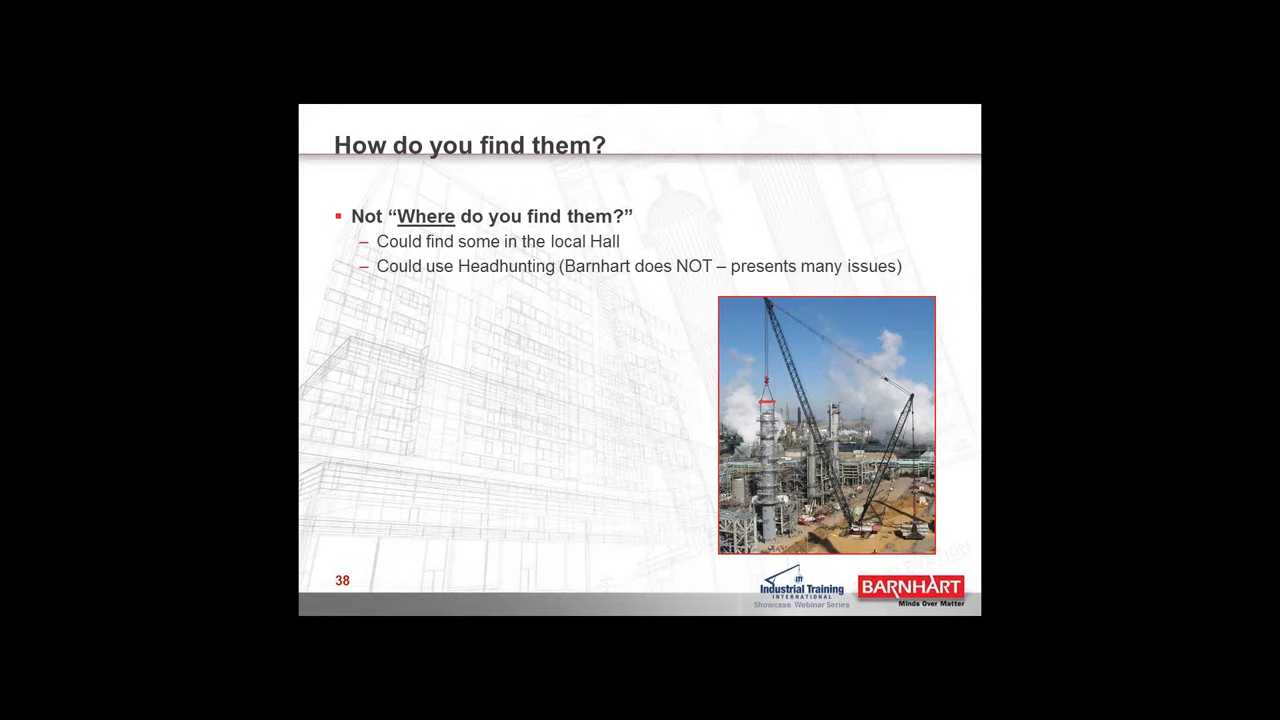 How do you find them?
Not “Where do you find them?”
– Could find some in the local Hall
– Could use Headhunting (Barnhart does NOT – presents many issues)
38
iti
Industrial Training
INTERNATIONAL
Showcase Webinar Series
BARNHART
Minds Over Matter